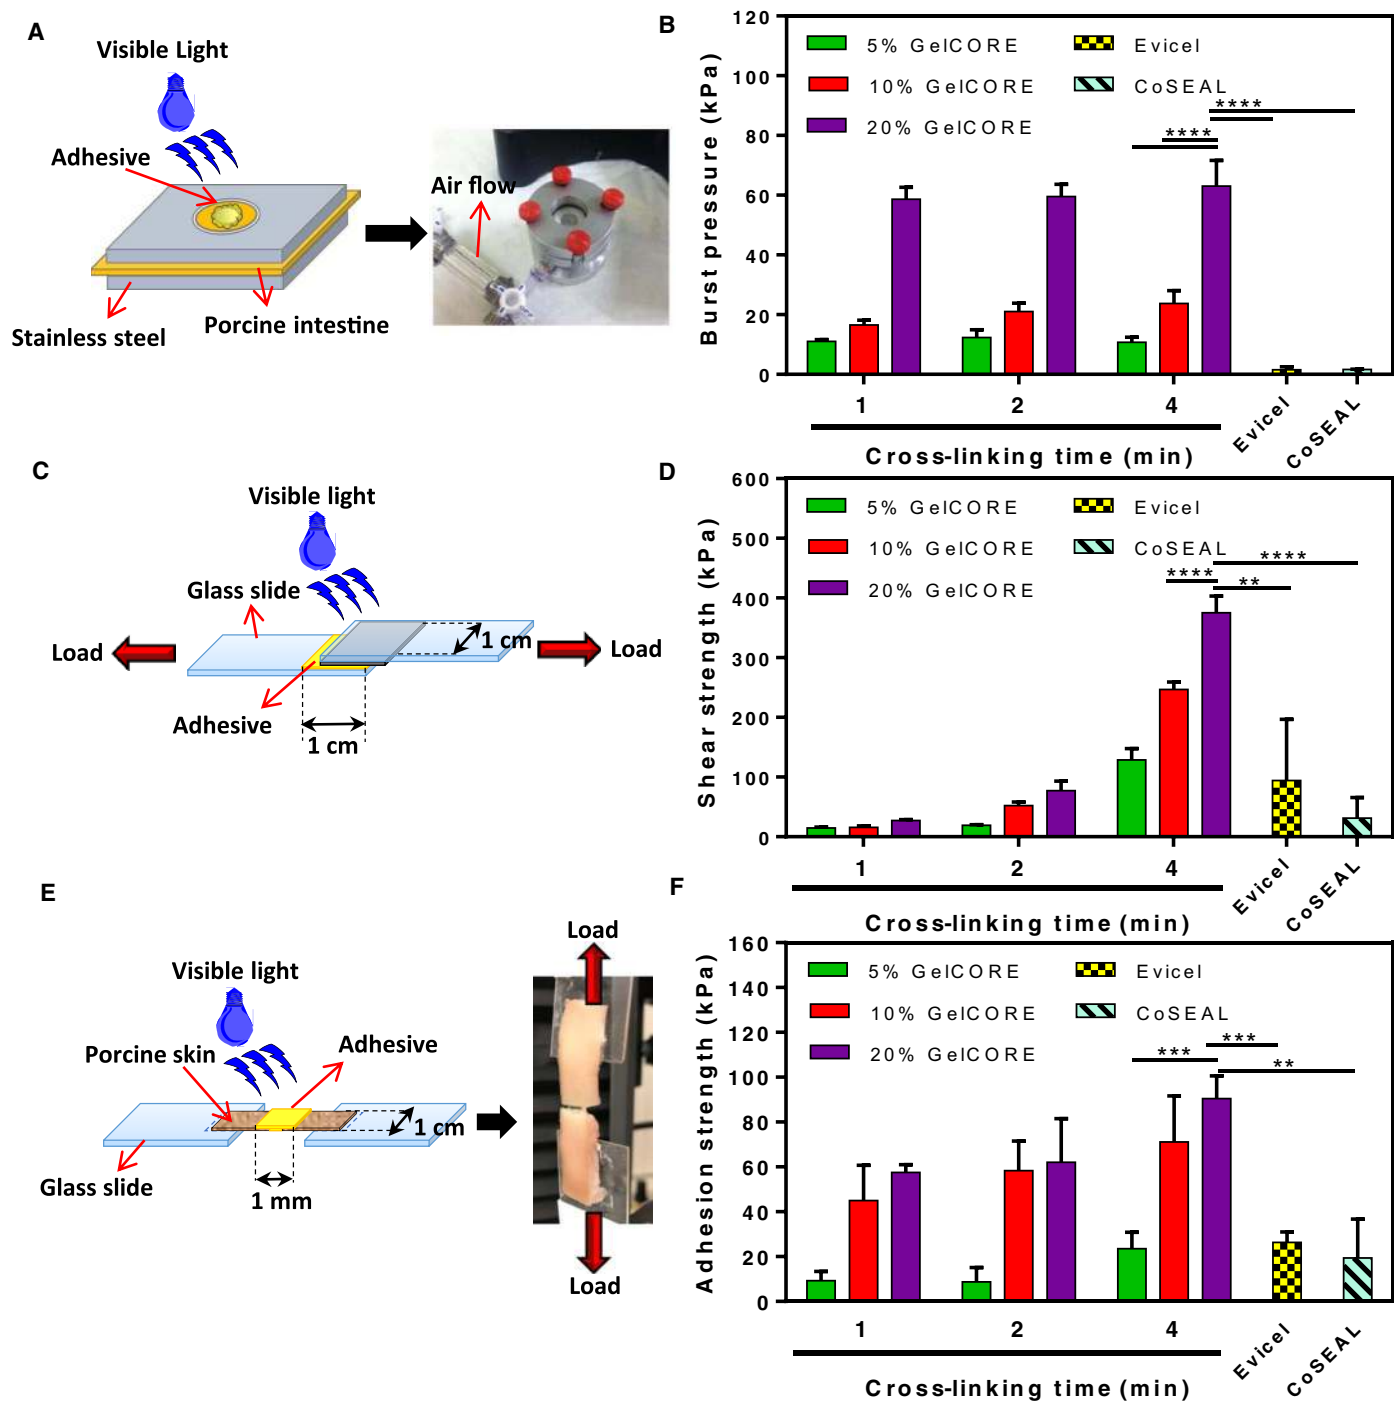 A
Visible Light
Adhesive
Air flow
Stainless steel
Porcine intestine
B
Burst pressure (kPa)
120
100
80
60
40
20
0
5% GelCORE
10% GelCORE
20% GelCORE
Evicel
CoSEAL
****
****
1
2
4
Evicel
CoSEAL
Cross-linking time (min)
C
Visible light
Glass slide
Load
1 cm
Load
Adhesive
1 cm
D
Shear strength (kPa)
600
500
400
300
200
100
0
5% GelCORE
10% GelCORE
20% GelCORE
Evicel
CoSEAL
****
****
**
1
2
4
Evicel
CoSEAL
Cross-linking time (min)
E
Visible light
Porcine skin
Adhesive
1 cm
Glass slide
1 mm
Load
Load
F
Adhesion strength (kPa)
160
140
120
100
80
60
40
20
0
5% GelCORE
10% GelCORE
20% GelCORE
Evicel
CoSEAL
***
***
**
1
2
4
Evicel
CoSEAL
Cross-linking time (min)